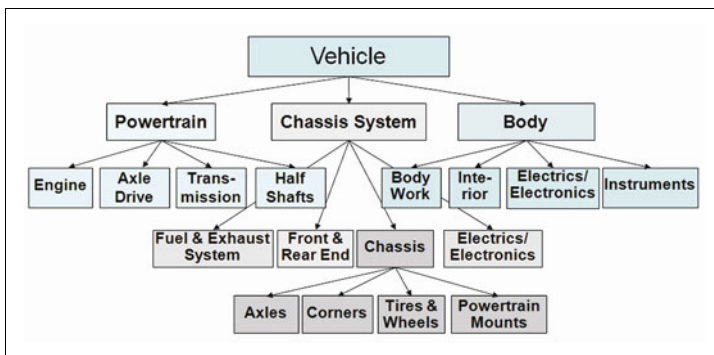 Vehicle
Powertrain
Chassis System
Body
Engine
Axle
Drive
Trans-
mission
Half
Shafts
Body
Work
Inte-
rior
Electrics/
Electronics
Instruments
Fuel & Exhaust
System
Front &
Rear End
Chassis
Electrics/
Electronics
Axles
Corners
Tires &
Wheels
Powertrain
Mounts